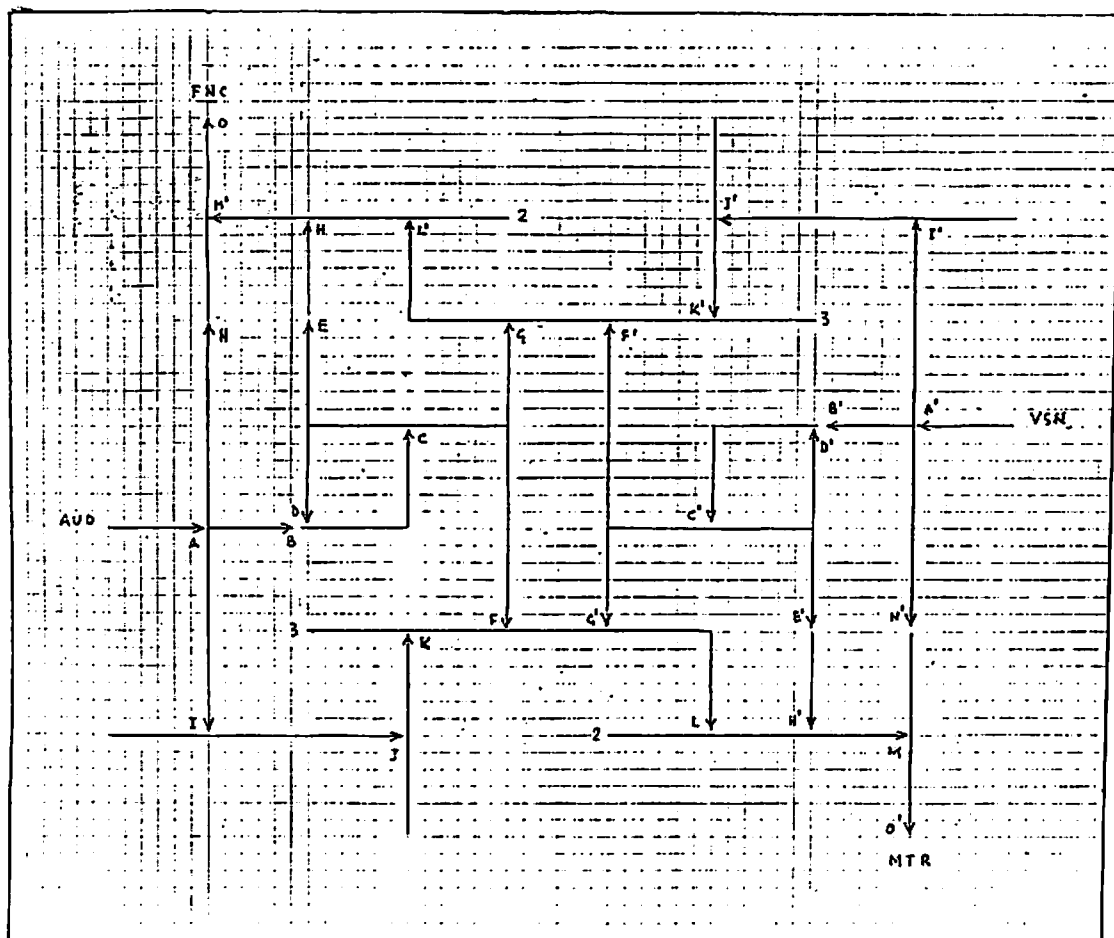 FNC
O
M' H L' 2 J' I'
N E G F' K' 3
C B' A' VSN
D'
AUD A D B C'
3 K F G' E' N'
I J 2 L H' M
O'
MTR